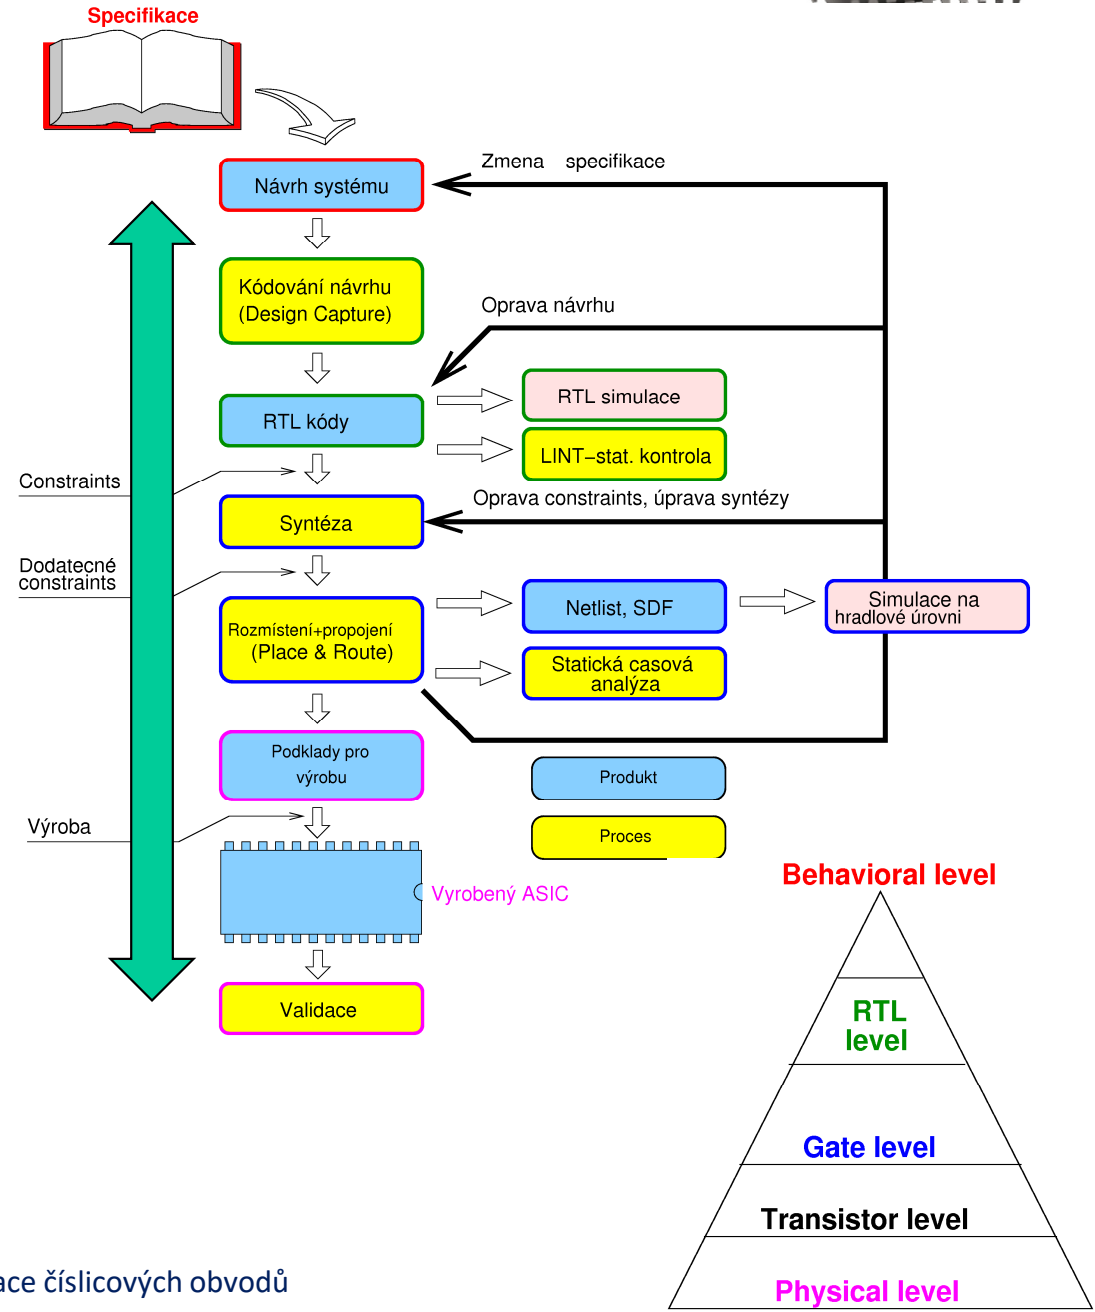 Specifikace
Zmena specifikace
Návrh systému
Kódování návrhu
(Design Capture)
Oprava návrhu
RTL kódy
RTL simulace
LINT–stat. kontrola
Constraints
Oprava constraints, úprava syntézy
Syntéza
Dodatecné
constraints
Rozmístení+propojení
(Place & Route)
Netlist, SDF
Simulace na
hradlové úrovni
Statická casová
analýza
Podklady pro
výrobu
Produkt
Výroba
Proces
Vyrobený ASIC
Validace
Behavioral level
RTL
level
Gate level
Transistor level
Physical level
ace číslicových obvodů